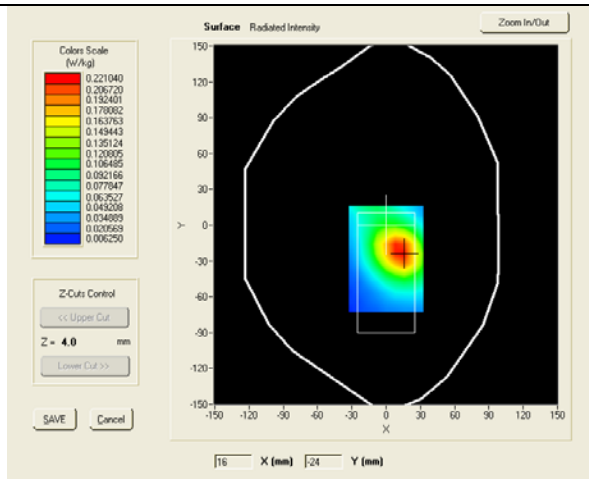 Surface Radiated Intensity
Zoom In/Out
Colors Scale
(W/kg)
0.221040
0.206720
0.192401
0.178082
0.163763
0.149443
0.135124
0.120805
0.106485
0.092166
0.077847
0.063527
0.049208
0.034889
0.020569
0.006250
150
120
90
60
30
0
-30
-60
-90
-120
-150
Y
-150 -120 -90 -60 -30 0 30 60 90 120 150
X
Z-Cuts Control
<< Upper Cut
Z = 4.0 mm
Lower Cut >>
SAVE Cancel
16 X (mm) -24 Y (mm)